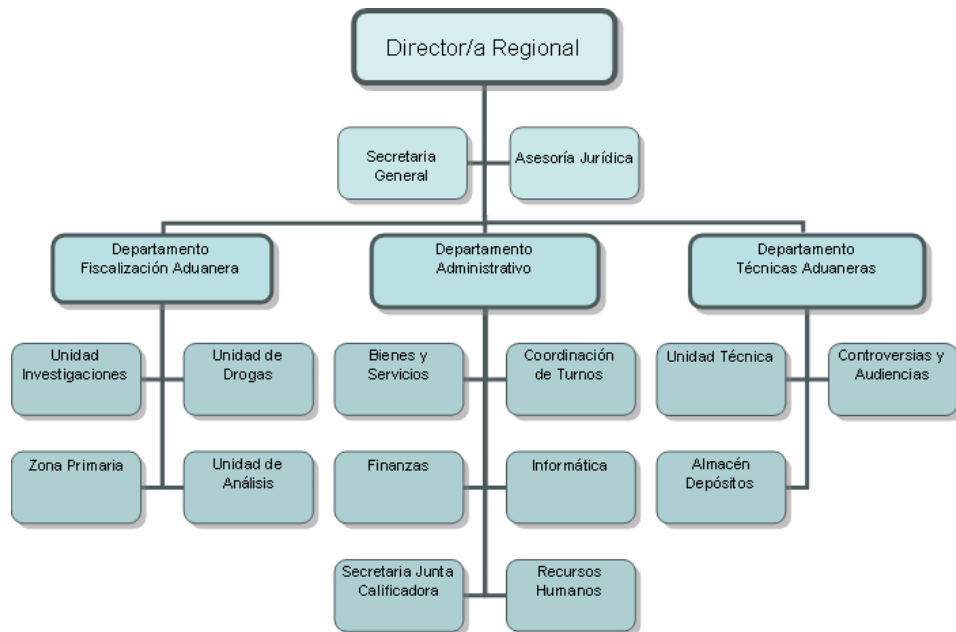 Director/a Regional
Secretaria
General
Asesoría Jurídica
Departamento
Fiscalización Aduanera
Departamento
Administrativo
Departamento
Técnicas Aduaneras
Unidad
Investigaciones
Unidad de
Drogas
Bienes y
Servicios
Coordinación
de Turnos
Unidad Técnica
Controversias y
Audiencias
Zona Primaria
Unidad de
Análisis
Finanzas
Informática
Almacén
Depósitos
Secretaria Junta
Calificadora
Recursos
Humanos